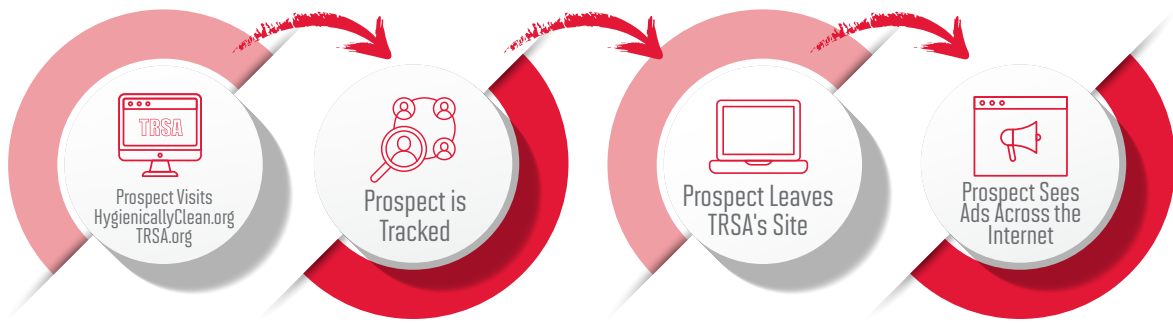 TRSA
Prospect Visits
HygienicallyClean.org
TRSA.org
Prospect is
Tracked
Prospect Leaves
TRSA's Site
Prospect Sees
Ads Across the
Internet